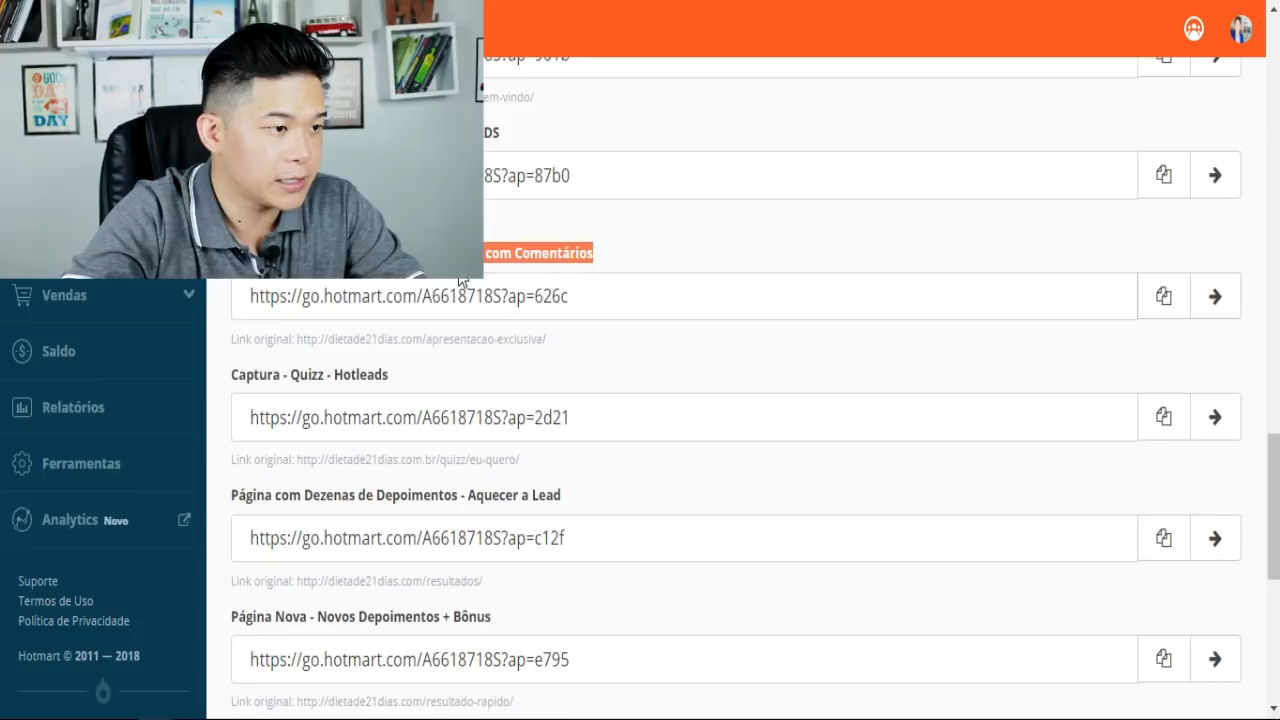 GOOD
DAY
em-vindo/
DS
8S?ap=87b0
com Comentários
https://go.hotmart.com/A6618718S?ap=626c
Link original: http://dietade21dias.com/apresentacao-exclusiva/
Captura - Quizz - Hotleads
https://go.hotmart.com/A6618718S?ap=2d21
Link original: http://dietade21dias.com.br/quizz/eu-quero/
Página com Dezenas de Depoimentos - Aquecer a Lead
https://go.hotmart.com/A6618718S?ap=c12f
Link original: http://dietade21dias.com/resultados/
Página Nova - Novos Depoimentos + Bônus
https://go.hotmart.com/A6618718S?ap=e795
Link original: http://dietade21dias.com/resultado-rapido/
Vendas
Saldo
Relatórios
Ferramentas
Analytics Novo
Suporte
Termos de Uso
Política de Privacidade
Hotmart © 2011 — 2018